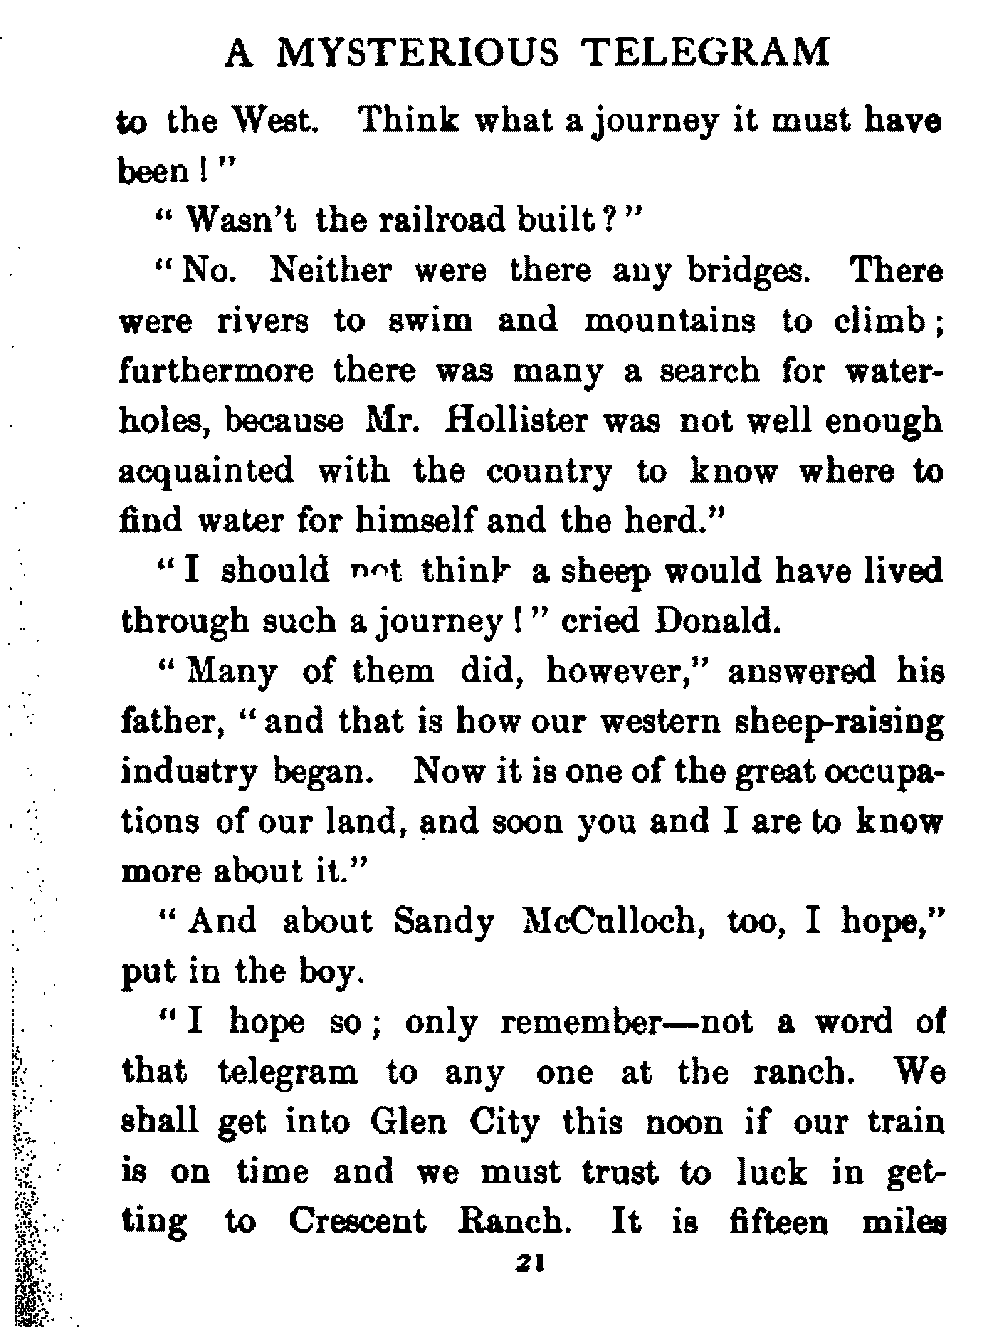 A MYSTERIOUS TELEGRAM
to the West. Think what a journey it must have
been!"
"Wasn't the railroad built?"
"No. Neither were there any bridges. There
were rivers to swim and mountains to climb;
furthermore there was many a search for water-
holes, because Mr. Hollister was not well enough
acquainted with the country to know where to
find water for himself and the herd."
"I should not think a sheep would have lived
through such a journey!" cried Donald.
"Many of them did, however," answered his
father, "and that is how our western sheep-raising
industry began. Now it is one of the great occupa-
tions of our land, and soon you and I are to know
more about it."
"And about Sandy McCulloch, too, I hope,"
put in the boy.
"I hope so; only remember—not a word of
that telegram to any one at the ranch. We
shall get into Glen City this noon if our train
is on time and we must trust to luck in get-
ting to Crescent Ranch. It is fifteen miles
21